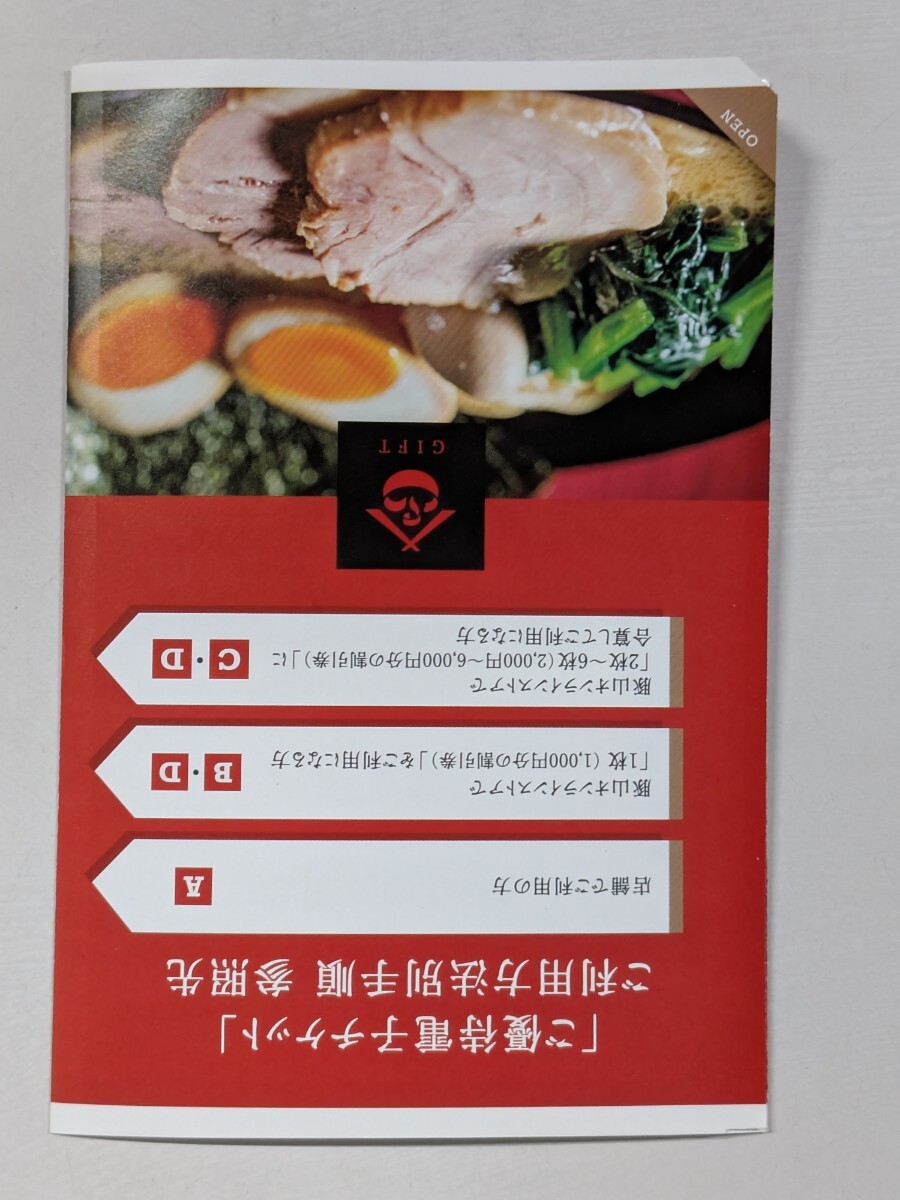 「ご優待電子チケット」
ご利用方法別手順 参照先
店舗でご利用の方
A
豚山オンラインストアで
「1枚（1,000円分の割引券）」をご利用になる方
B・D
豚山オンラインストアで
「2枚～6枚（2,000円～6,000円分の割引券）」に
合算してご利用になる方
C・D
GIFT
OPEN